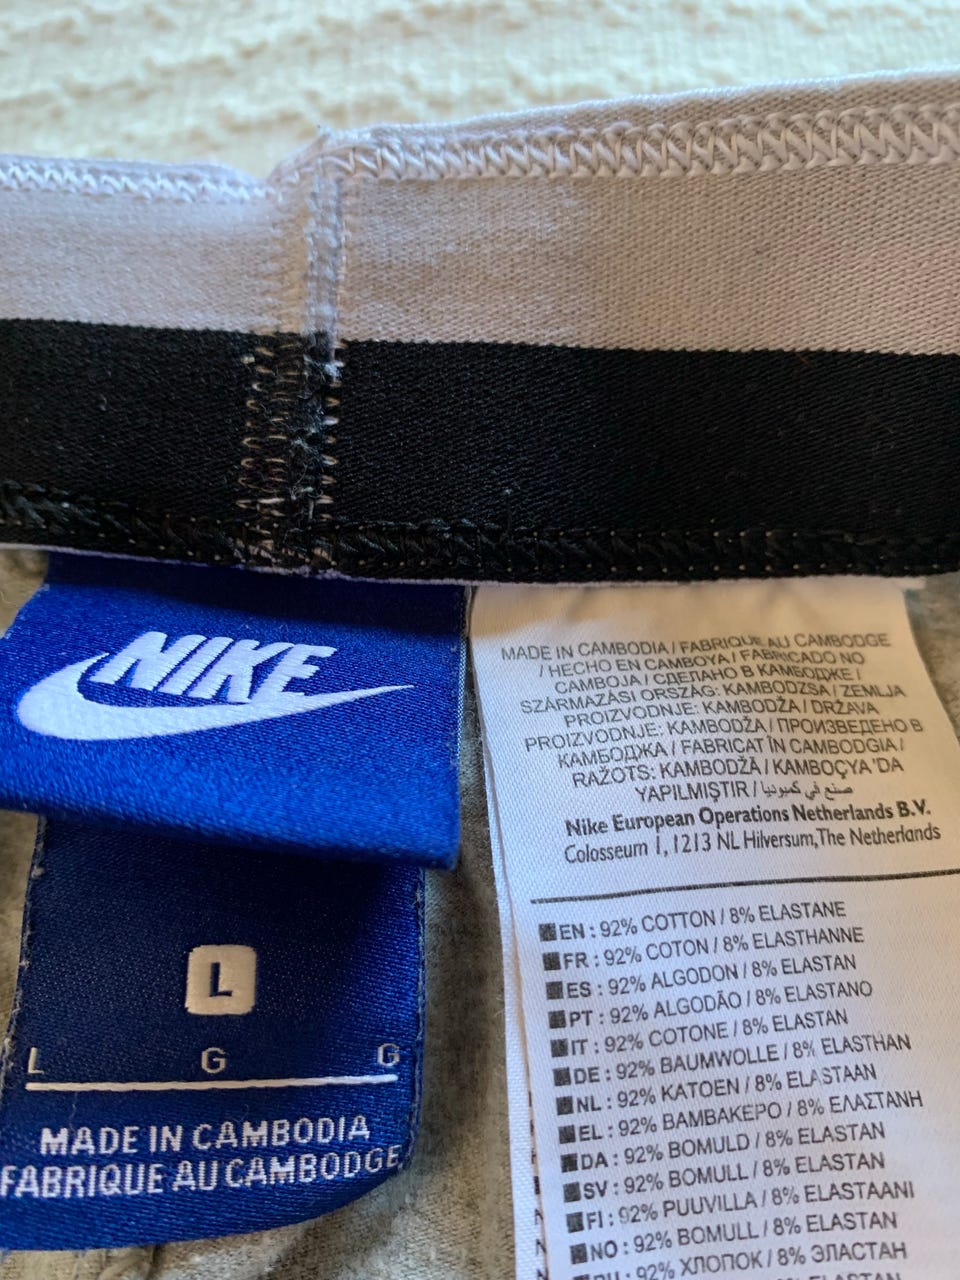 NIKE
L
L G G
MADE IN CAMBODIA
FABRIQUE AU CAMBODGE
MADE IN CAMBODIA / FABRIQUE AU CAMBODGE
/ HECHO EN CAMBOYA / FABRICADO NO
CAMBOJA / СДЕЛАНО В КАМБОДЖЕ /
SZÁRMAZÁSI ORSZÁG: KAMBODZSA / ZEMLJA
PROIZVODNJE: KAMBODŽA / DRŽAVA
PROIZVODNJE: KAMBODŽA / ПРОИЗВЕДЕНО В
КАМБОДЖА / FABRICAT ÎN CAMBODGIA /
RAŽOTS: KAMBODŽĀ / KAMBOÇYA'DA
YAPILMIŞTIR / صنع في كمبوديا
Nike European Operations Netherlands B.V.
Colosseum 1, 1213 NL Hilversum, The Netherlands
EN : 92% COTTON / 8% ELASTANE
FR : 92% COTON / 8% ELASTHANNE
ES : 92% ALGODON / 8% ELASTAN
PT : 92% ALGODÃO / 8% ELASTANO
IT : 92% COTONE / 8% ELASTAN
DE : 92% BAUMWOLLE / 8% ELASTHAN
NL : 92% KATOEN / 8% ELASTAAN
EL : 92% ΒΑΜΒΑΚΕΡΟ / 8% ΕΛΑΣΤΑΝΗ
DA : 92% BOMULD / 8% ELASTAN
SV : 92% BOMULL / 8% ELASTAN
FI : 92% PUUVILLA / 8% ELASTAANI
NO : 92% BOMULL / 8% ELASTAN
RU : 92% ХЛОПОК / 8% ЭЛАСТАН